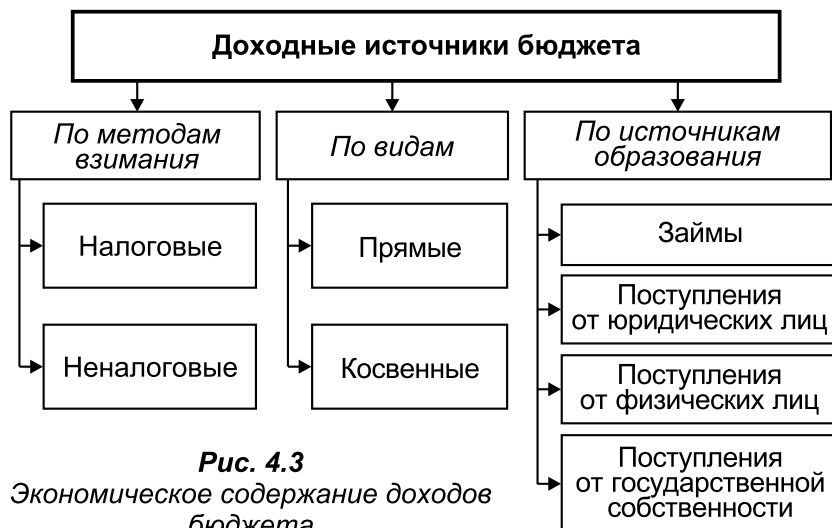 Доходные источники бюджета
По методам
взимания
По видам
По источникам
образования
Налоговые
Неналоговые
Прямые
Косвенные
Займы
Поступления
от юридических лиц
Поступления
от физических лиц
Поступления
от государственной
собственности
Рис. 4.3
Экономическое содержание доходов
бюджета